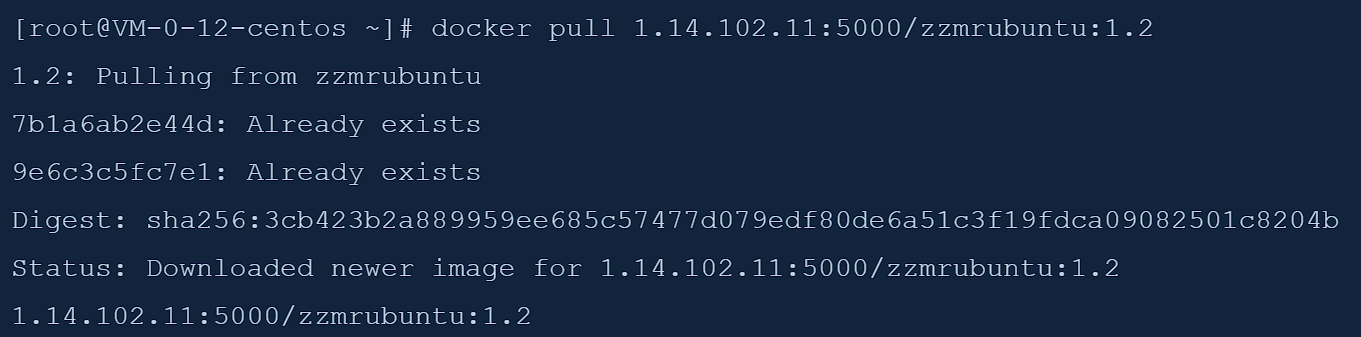 [root@VM-0-12-centos ~]# docker pull 1.14.102.11:5000/zzmrubuntu:1.2
1.2: Pulling from zzmrubuntu
7b1a6ab2e44d: Already exists
9e6c3c5fc7e1: Already exists
Digest: sha256:3cb423b2a889959ee685c57477d079edf80de6a51c3f19fdca09082501c8204b
Status: Downloaded newer image for 1.14.102.11:5000/zzmrubuntu:1.2
1.14.102.11:5000/zzmrubuntu:1.2